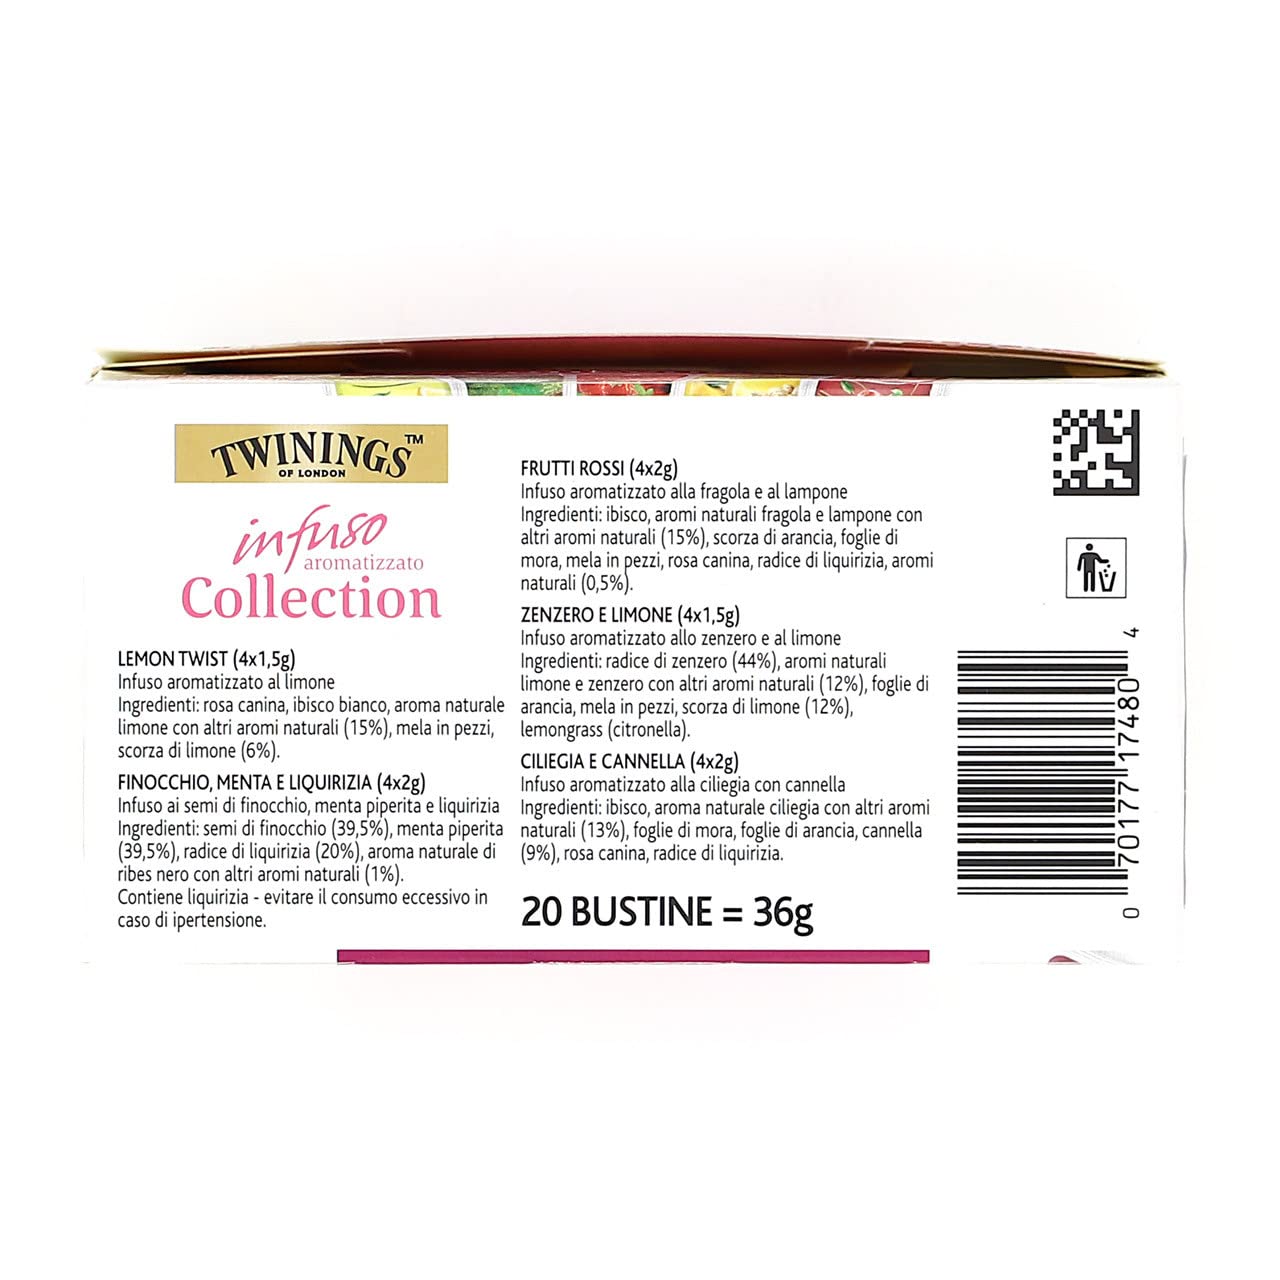 TWININGS™
OF LONDON
infuso
aromatizzato
Collection
LEMON TWIST (4x1,5g)
Infuso aromatizzato al limone
Ingredienti: rosa canina, ibisco bianco, aroma naturale
limone con altri aromi naturali (15%), mela in pezzi,
scorza di limone (6%).
FINOCCHIO, MENTA E LIQUIRIZIA (4x2g)
Infuso ai semi di finocchio, menta piperita e liquirizia
Ingredienti: semi di finocchio (39,5%), menta piperita
(39,5%), radice di liquirizia (20%), aroma naturale di
ribes nero con altri aromi naturali (1%).
Contiene liquirizia - evitare il consumo eccessivo in
caso di ipertensione.
FRUTTI ROSSI (4x2g)
Infuso aromatizzato alla fragola e al lampone
Ingredienti: ibisco, aromi naturali fragola e lampone con
altri aromi naturali (15%), scorza di arancia, foglie di
mora, mela in pezzi, rosa canina, radice di liquirizia, aromi
naturali (0,5%).
ZENZERO E LIMONE (4x1,5g)
Infuso aromatizzato allo zenzero e al limone
Ingredienti: radice di zenzero (44%), aromi naturali
limone e zenzero con altri aromi naturali (12%), foglie di
arancia, mela in pezzi, scorza di limone (12%),
lemongrass (citronella).
CILIEGIA E CANNELLA (4x2g)
Infuso aromatizzato alla ciliegia con cannella
Ingredienti: ibisco, aroma naturale ciliegia con altri aromi
naturali (13%), foglie di mora, foglie di arancia, cannella
(9%), rosa canina, radice di liquirizia.
20 BUSTINE = 36g
0 70177 17480 4